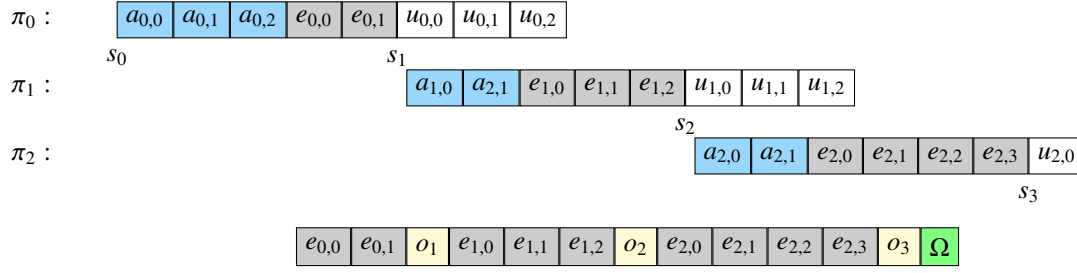 π₀ : a₀,₀ a₀,₁ a₀,₂ e₀,₀ e₀,₁ u₀,₀ u₀,₁ u₀,₂
s₀ s₁
π₁ : a₁,₀ a₂,₁ e₁,₀ e₁,₁ e₁,₂ u₁,₀ u₁,₁ u₁,₂
s₂
π₂ : a₂,₀ a₂,₁ e₂,₀ e₂,₁ e₂,₂ e₂,₃ u₂,₀
s₃
e₀,₀ e₀,₁ o₁ e₁,₀ e₁,₁ e₁,₂ o₂ e₂,₀ e₂,₁ e₂,₂ e₂,₃ o₃ Ω